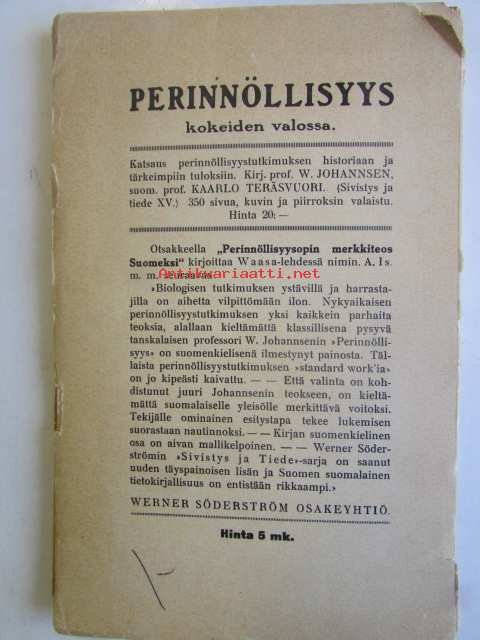 PERINNÖLLISYYS
kokeiden valossa.
Katsaus perinnöllisyystutkimuksen historiaan ja
tärkeimpiin tuloksiin. Kirj. prof. W. JOHANNSEN,
suom. prof. KAARLO TERÄSVUORI. (Sivistys ja
tiede XV.) 350 sivua, kuvin ja piirroksin valaistu.
Hinta 20: —
Otsakkeella „Perinnöllisyysopin merkkiteos
Suomeksi" kirjoittaa Waasa-lehdessä nimim. A. Is.
m. m. seuraavaa:
Antikvariaatti.net
»Biologisen tutkimuksen ystävillä ja harrasta-
jilla on aihetta vilpittömään iloon. Nykyaikaisen
perinnöllisyystutkimuksen yksi kaikkein parhaita
teoksia, alallaan kieltämättä klassillisena pysyvä
tanskalaisen professori W. Johannsenin »Perinnölli-
syys» on suomenkielisenä ilmestynyt painosta. Täl-
laista perinnöllisyystutkimuksen »standard work'ia»
on jo kipeästi kaivattu. — — Että valinta on koh-
distunut juuri Johannsenin teokseen, on kieltä-
mättä suomalaiselle yleisölle merkittävä voitoksi.
Tekijälle ominainen esitystapa tekee lukemisen
suorastaan nautinnoksi. — — Kirjan suomenkielinen
osa on aivan mallikelpoinen. — — Werner Söder-
strömin »Sivistys ja Tiede»-sarja on saanut
uuden täyspainoisen lisän ja Suomen suomalainen
tietokirjallisuus on entistään rikkaampi.»
WERNER SÖDERSTRÖM OSAKEYHTIÖ.
Hinta 5 mk.